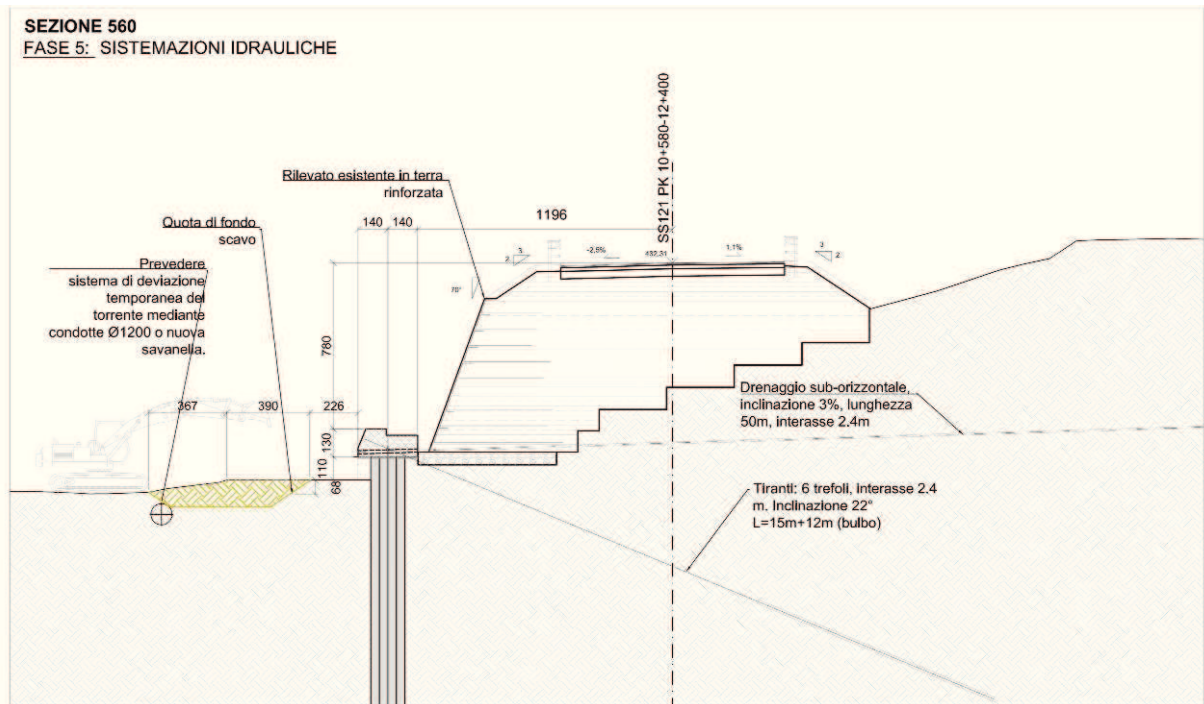 SEZIONE 560
FASE 5: SISTEMAZIONI IDRAULICHE
SS121 PK 10+580-12+400
Rilevato esistente in terra
rinforzata
1196
140
140
Quota di fondo
scavo
Prevedere
sistema di deviazione
temporanea del
torrente mediante
condotte Ø1200 o nuova
savanella.
3
2
-2,5%
432,31
1,1%
3
2
70°
780
367
390
226
130
110
68
Drenaggio sub-orizzontale,
inclinazione 3%, lunghezza
50m, interasse 2.4m
Tiranti: 6 trefoli, interasse 2.4
m. Inclinazione 22°
L=15m+12m (bulbo)